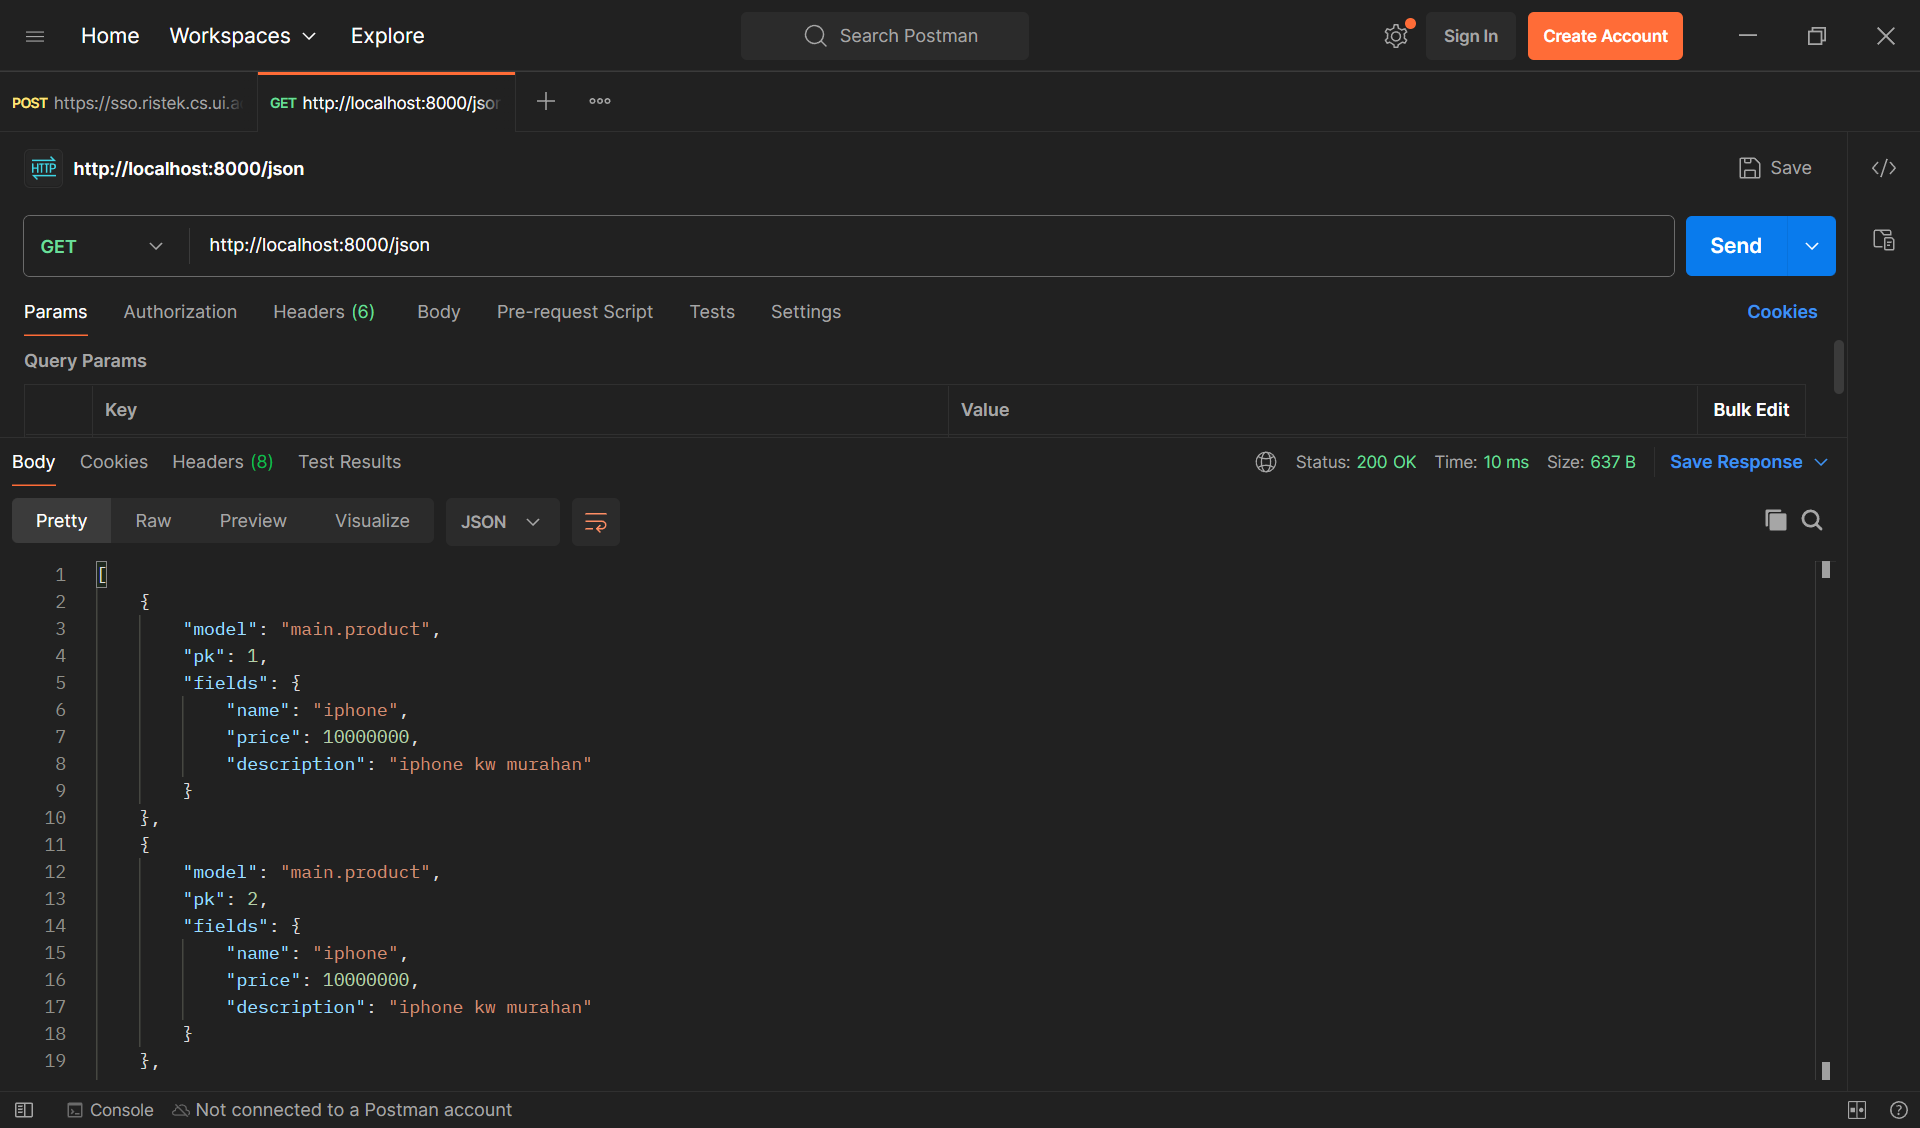 Home Workspaces Explore Search Postman Sign In Create Account
POST https://sso.ristek.cs.ui.a GET http://localhost:8000/jso
HTTP http://localhost:8000/json Save
GET http://localhost:8000/json Send
Params Authorization Headers (6) Body Pre-request Script Tests Settings Cookies
Query Params
Key Value Bulk Edit
Body Cookies Headers (8) Test Results Status: 200 OK Time: 10 ms Size: 637 B Save Response
Pretty Raw Preview Visualize JSON
1 [
2 {
3 "model": "main.product",
4 "pk": 1,
5 "fields": {
6 "name": "iphone",
7 "price": 10000000,
8 "description": "iphone kw murahan"
9 }
10 },
11 {
12 "model": "main.product",
13 "pk": 2,
14 "fields": {
15 "name": "iphone",
16 "price": 10000000,
17 "description": "iphone kw murahan"
18 }
19 },
Console Not connected to a Postman account